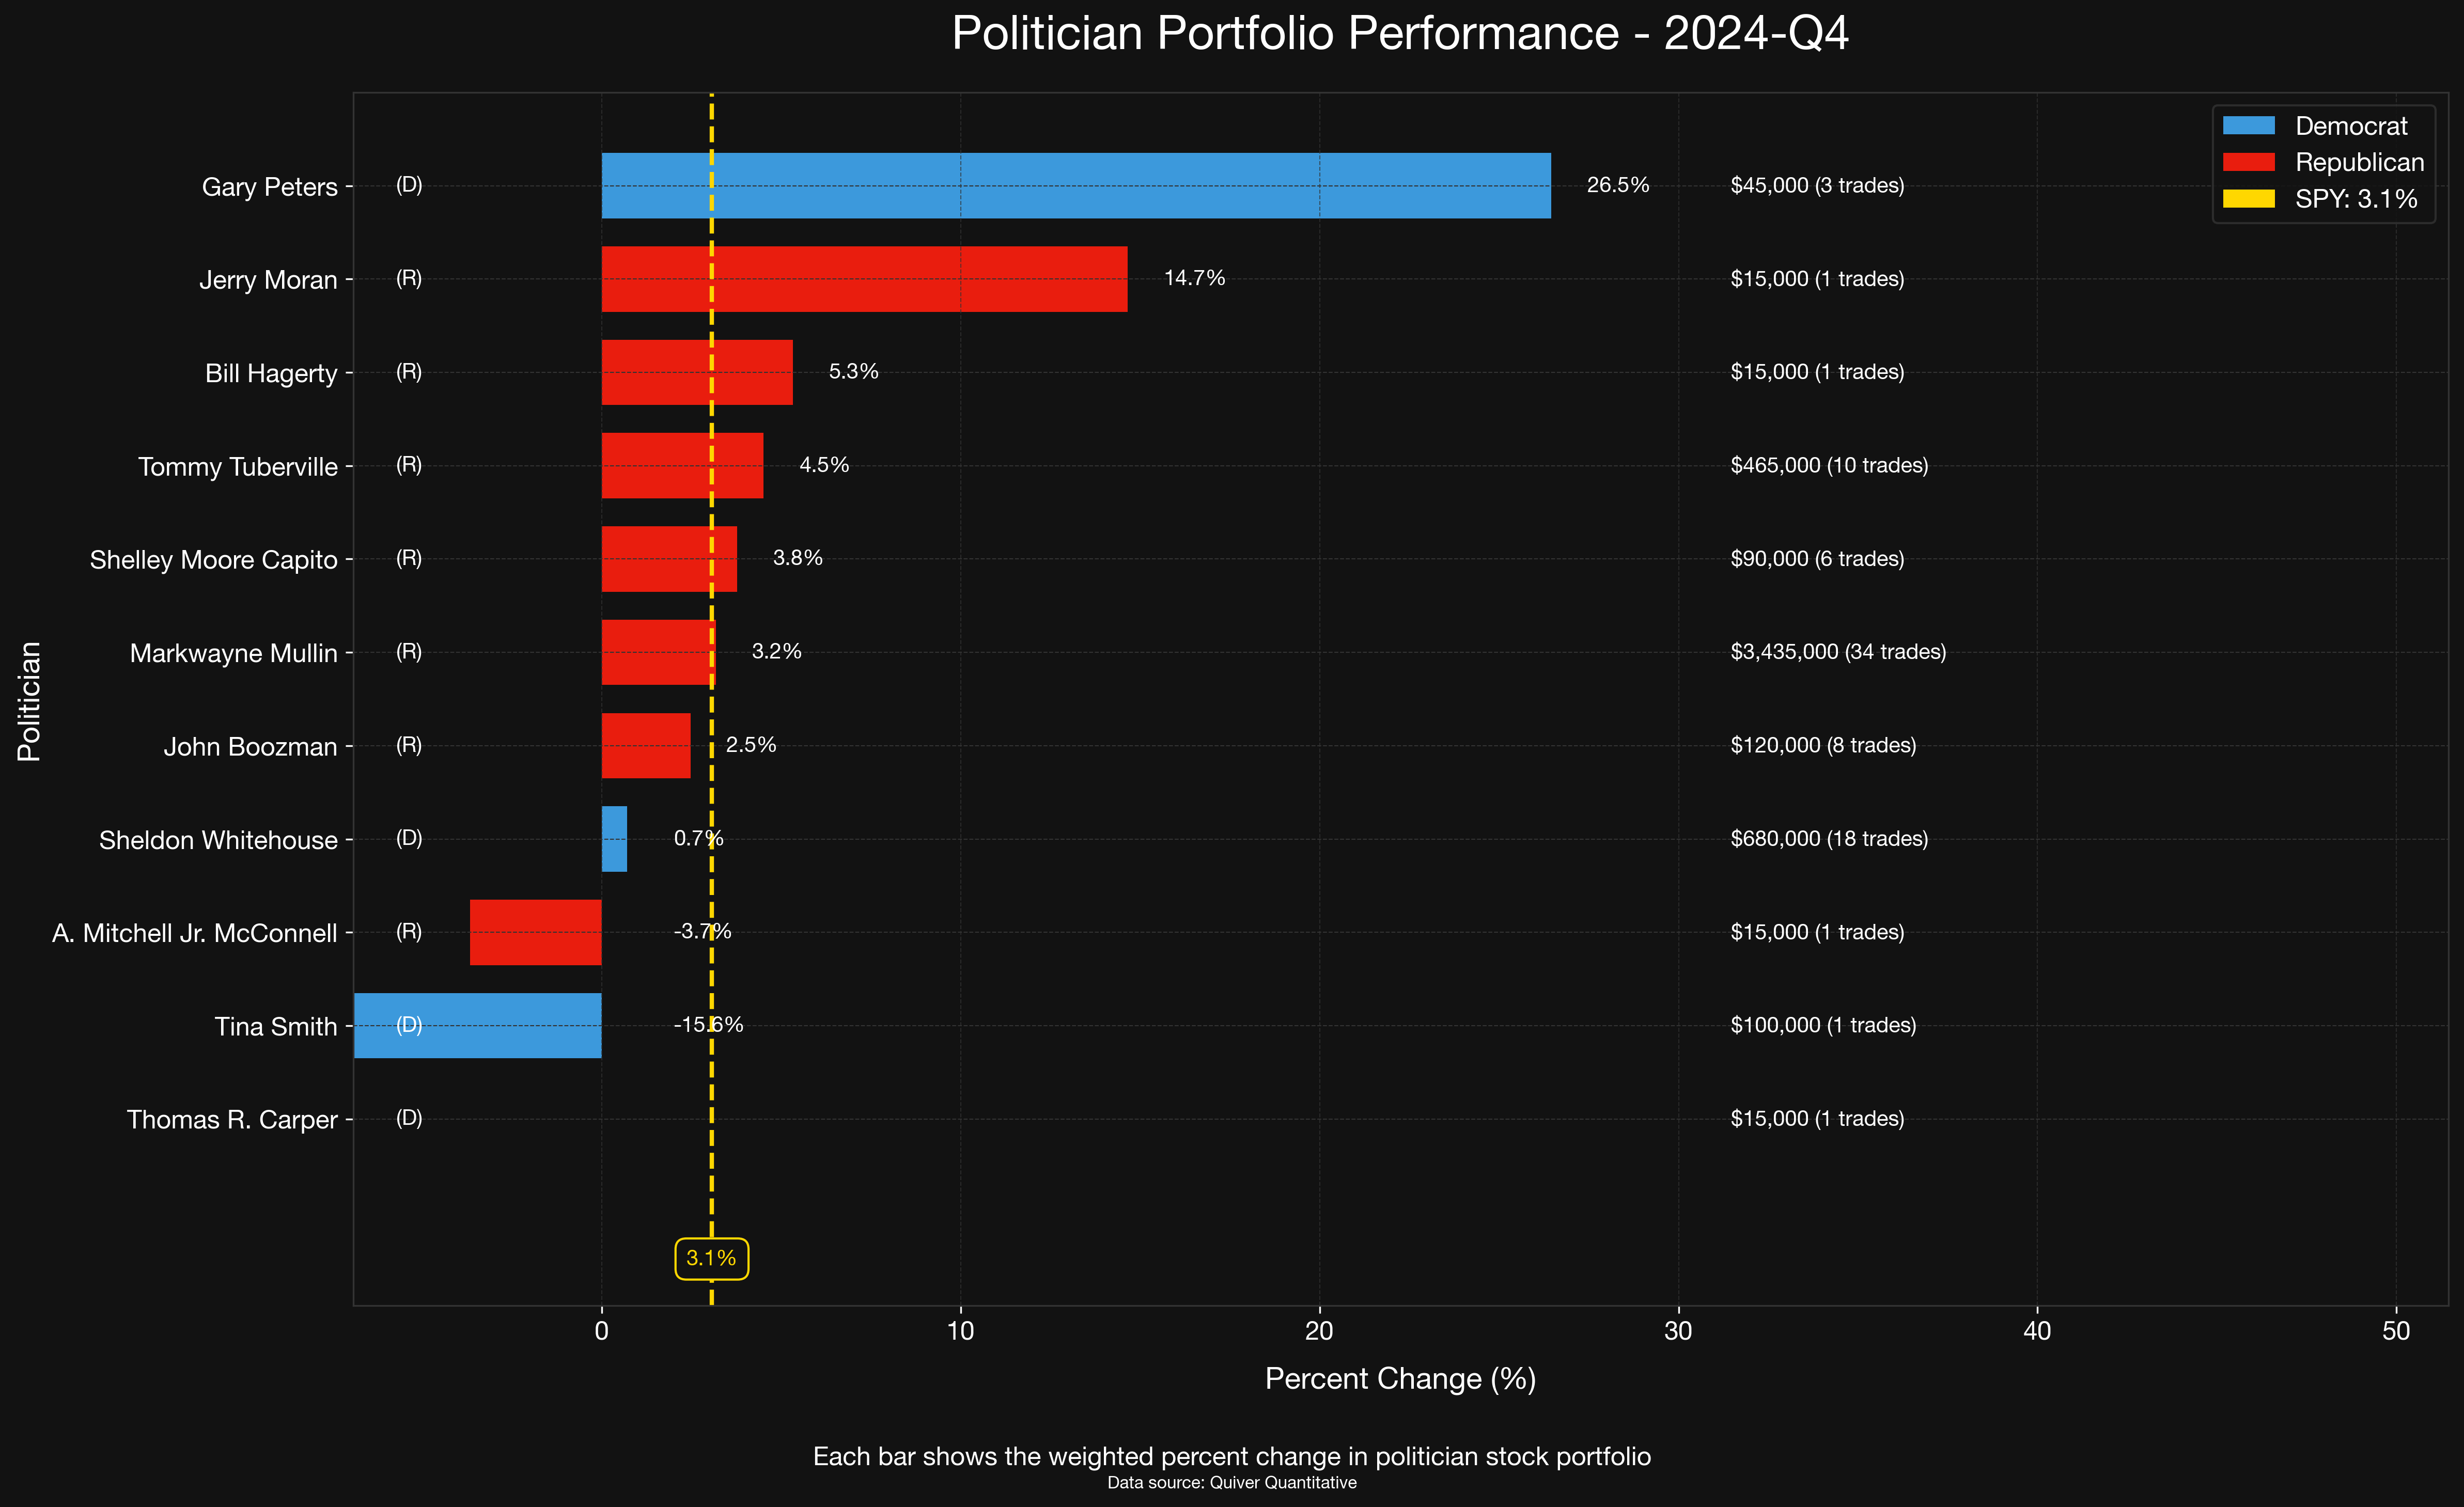 Politician Portfolio Performance - 2024-Q4
Democrat
Republican
SPY: 3.1%
Gary Peters (D) 26.5% $45,000 (3 trades)
Jerry Moran (R) 14.7% $15,000 (1 trades)
Bill Hagerty (R) 5.3% $15,000 (1 trades)
Tommy Tuberville (R) 4.5% $465,000 (10 trades)
Shelley Moore Capito (R) 3.8% $90,000 (6 trades)
Markwayne Mullin (R) 3.2% $3,435,000 (34 trades)
John Boozman (R) 2.5% $120,000 (8 trades)
Sheldon Whitehouse (D) 0.7% $680,000 (18 trades)
A. Mitchell Jr. McConnell (R) -3.7% $15,000 (1 trades)
Tina Smith (D) -15.6% $100,000 (1 trades)
Thomas R. Carper (D) $15,000 (1 trades)
Politician
3.1%
0 10 20 30 40 50
Percent Change (%)
Each bar shows the weighted percent change in politician stock portfolio
Data source: Quiver Quantitative